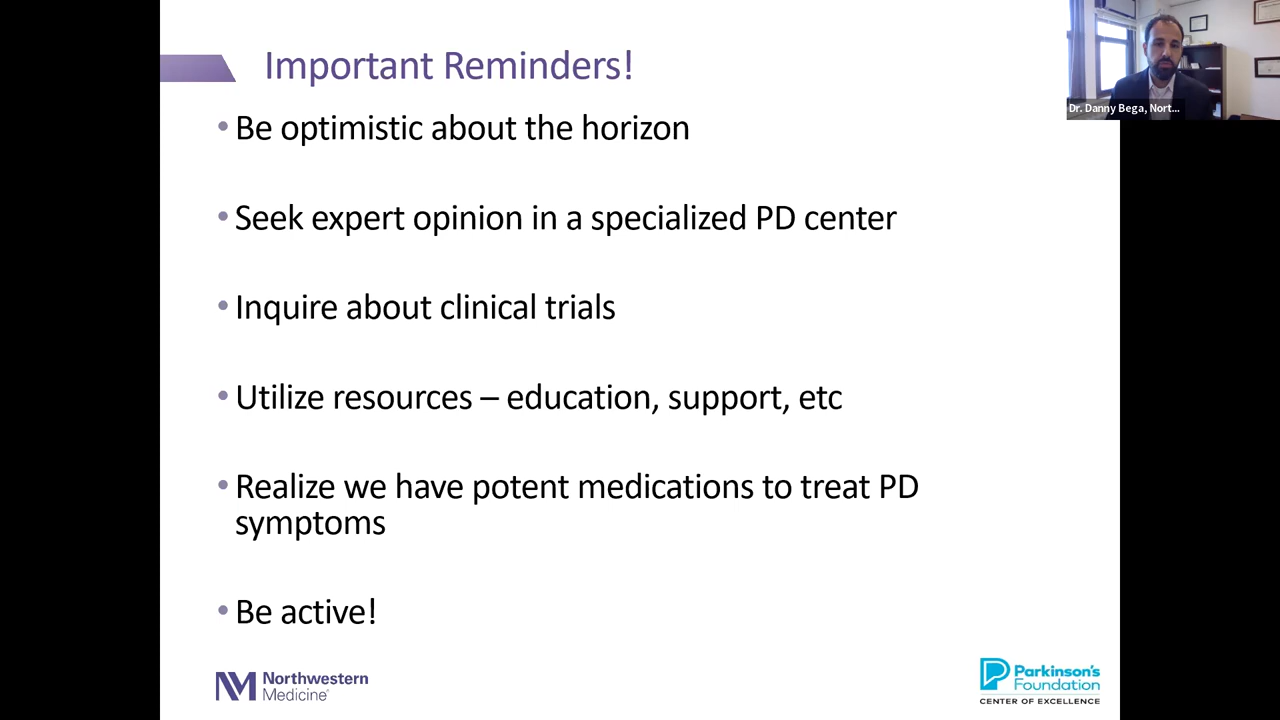 Important Reminders!
Dr. Danny Bega, Nort...
• Be optimistic about the horizon
• Seek expert opinion in a specialized PD center
• Inquire about clinical trials
• Utilize resources – education, support, etc
• Realize we have potent medications to treat PD
symptoms
• Be active!
NM Northwestern
Medicine®
Parkinson's
Foundation
CENTER OF EXCELLENCE